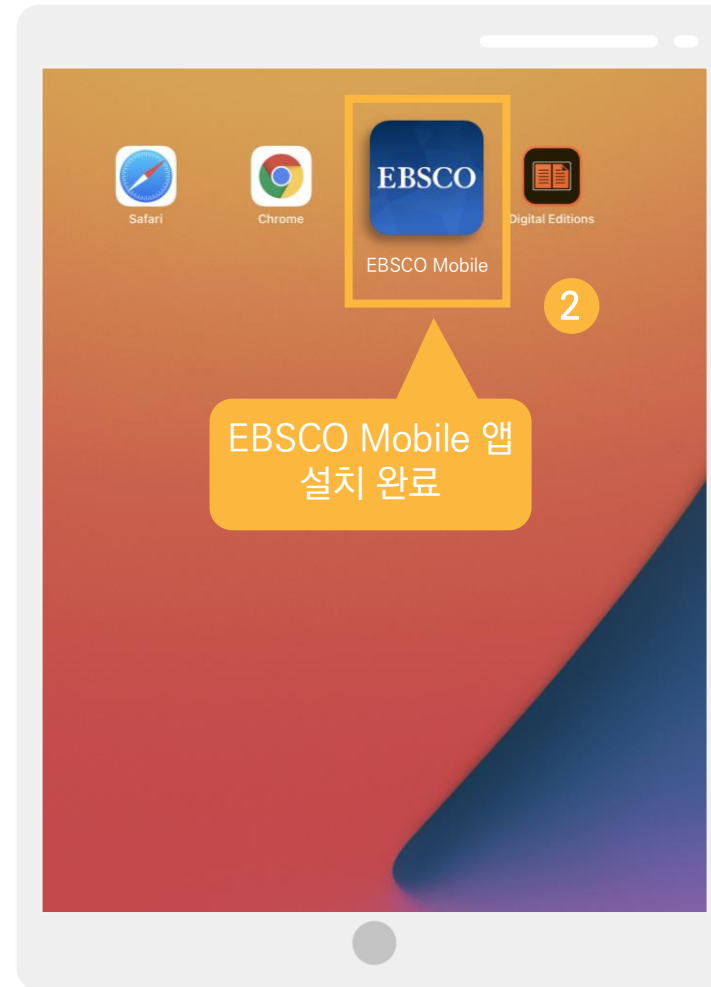 EBSCO
Safari
Chrome
EBSCO Mobile
Digital Editions
2
EBSCO Mobile 앱
설치 완료